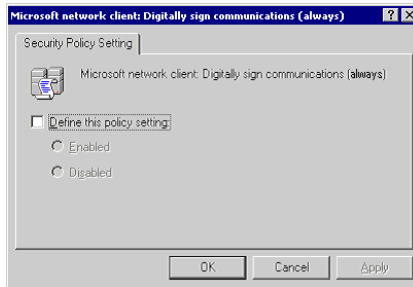 Microsoft network client: Digitally sign communications (always)
Security Policy Setting
Microsoft network client: Digitally sign communications (always)
Define this policy setting:
Enabled
Disabled
OK
Cancel
Apply